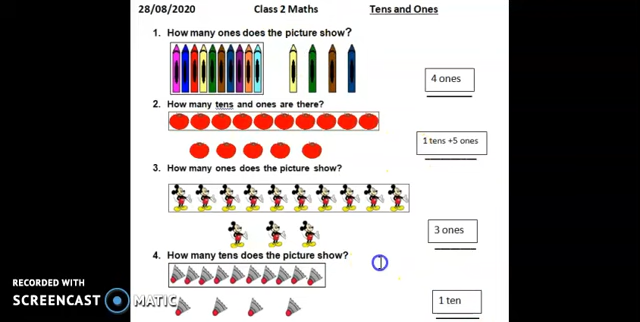 28/08/2020 Class 2 Maths Tens and Ones
1. How many ones does the picture show?
4 ones
2. How many tens and ones are there?
1 tens +5 ones
3. How many ones does the picture show?
3 ones
4. How many tens does the picture show?
1 ten
RECORDED WITH
SCREENCAST MATIC